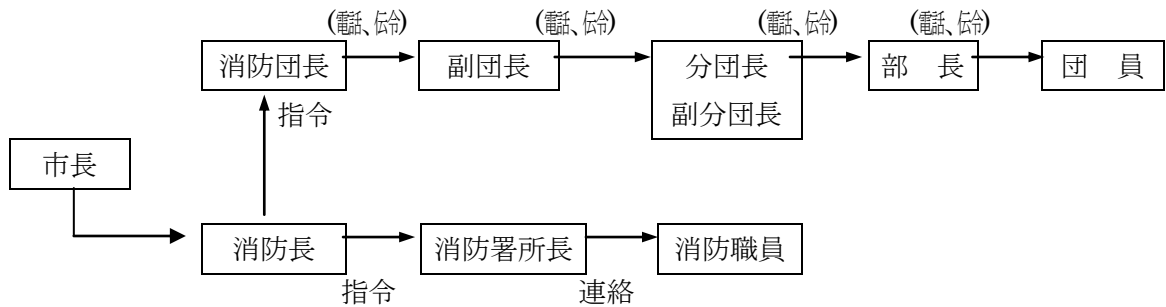 (電話、伝令) (電話、伝令) (電話、伝令) (電話、伝令)
消防団長 副団長 分団長 部　長 団　員
副分団長
指令
市長
消防長 消防署所長 消防職員
指令 連絡